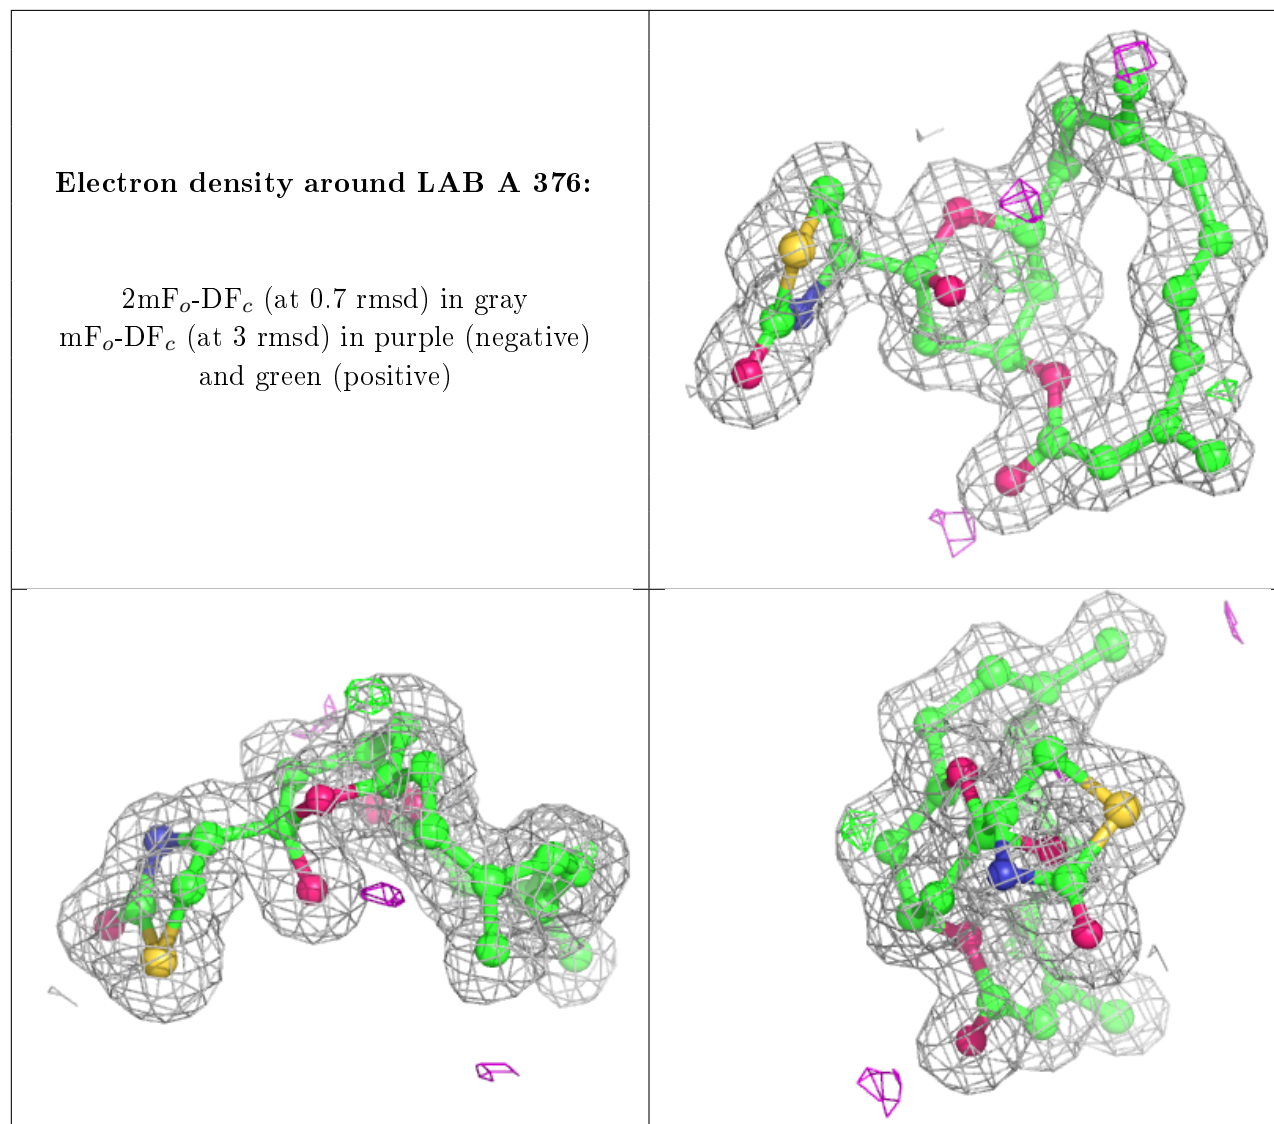 Electron density around LAB A 376:
2mFₒ-DF𝒸 (at 0.7 rmsd) in gray
mFₒ-DF𝒸 (at 3 rmsd) in purple (negative)
and green (positive)